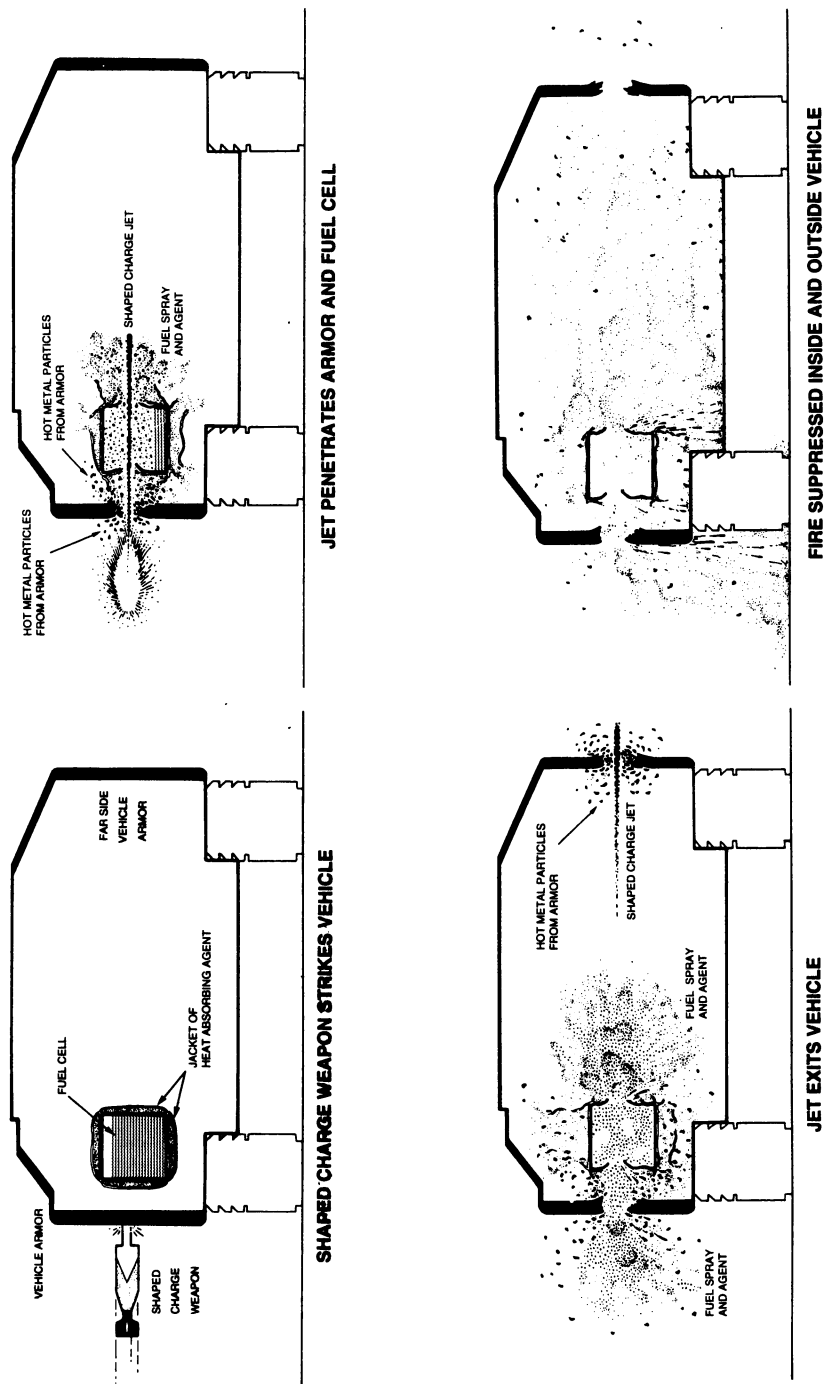 VEHICLE ARMOR
SHAPED
CHARGE
WEAPON
FUEL CELL
JACKET OF
HEAT ABSORBING AGENT
FAR SIDE
VEHICLE
ARMOR
SHAPED CHARGE WEAPON STRIKES VEHICLE
HOT METAL PARTICLES
FROM ARMOR
HOT METAL PARTICLES
FROM ARMOR
SHAPED CHARGE JET
FUEL SPRAY
AND AGENT
JET PENETRATES ARMOR AND FUEL CELL
FUEL SPRAY
AND AGENT
FUEL SPRAY
AND AGENT
HOT METAL PARTICLES
FROM ARMOR
SHAPED CHARGE JET
JET EXITS VEHICLE
FIRE SUPPRESSED INSIDE AND OUTSIDE VEHICLE